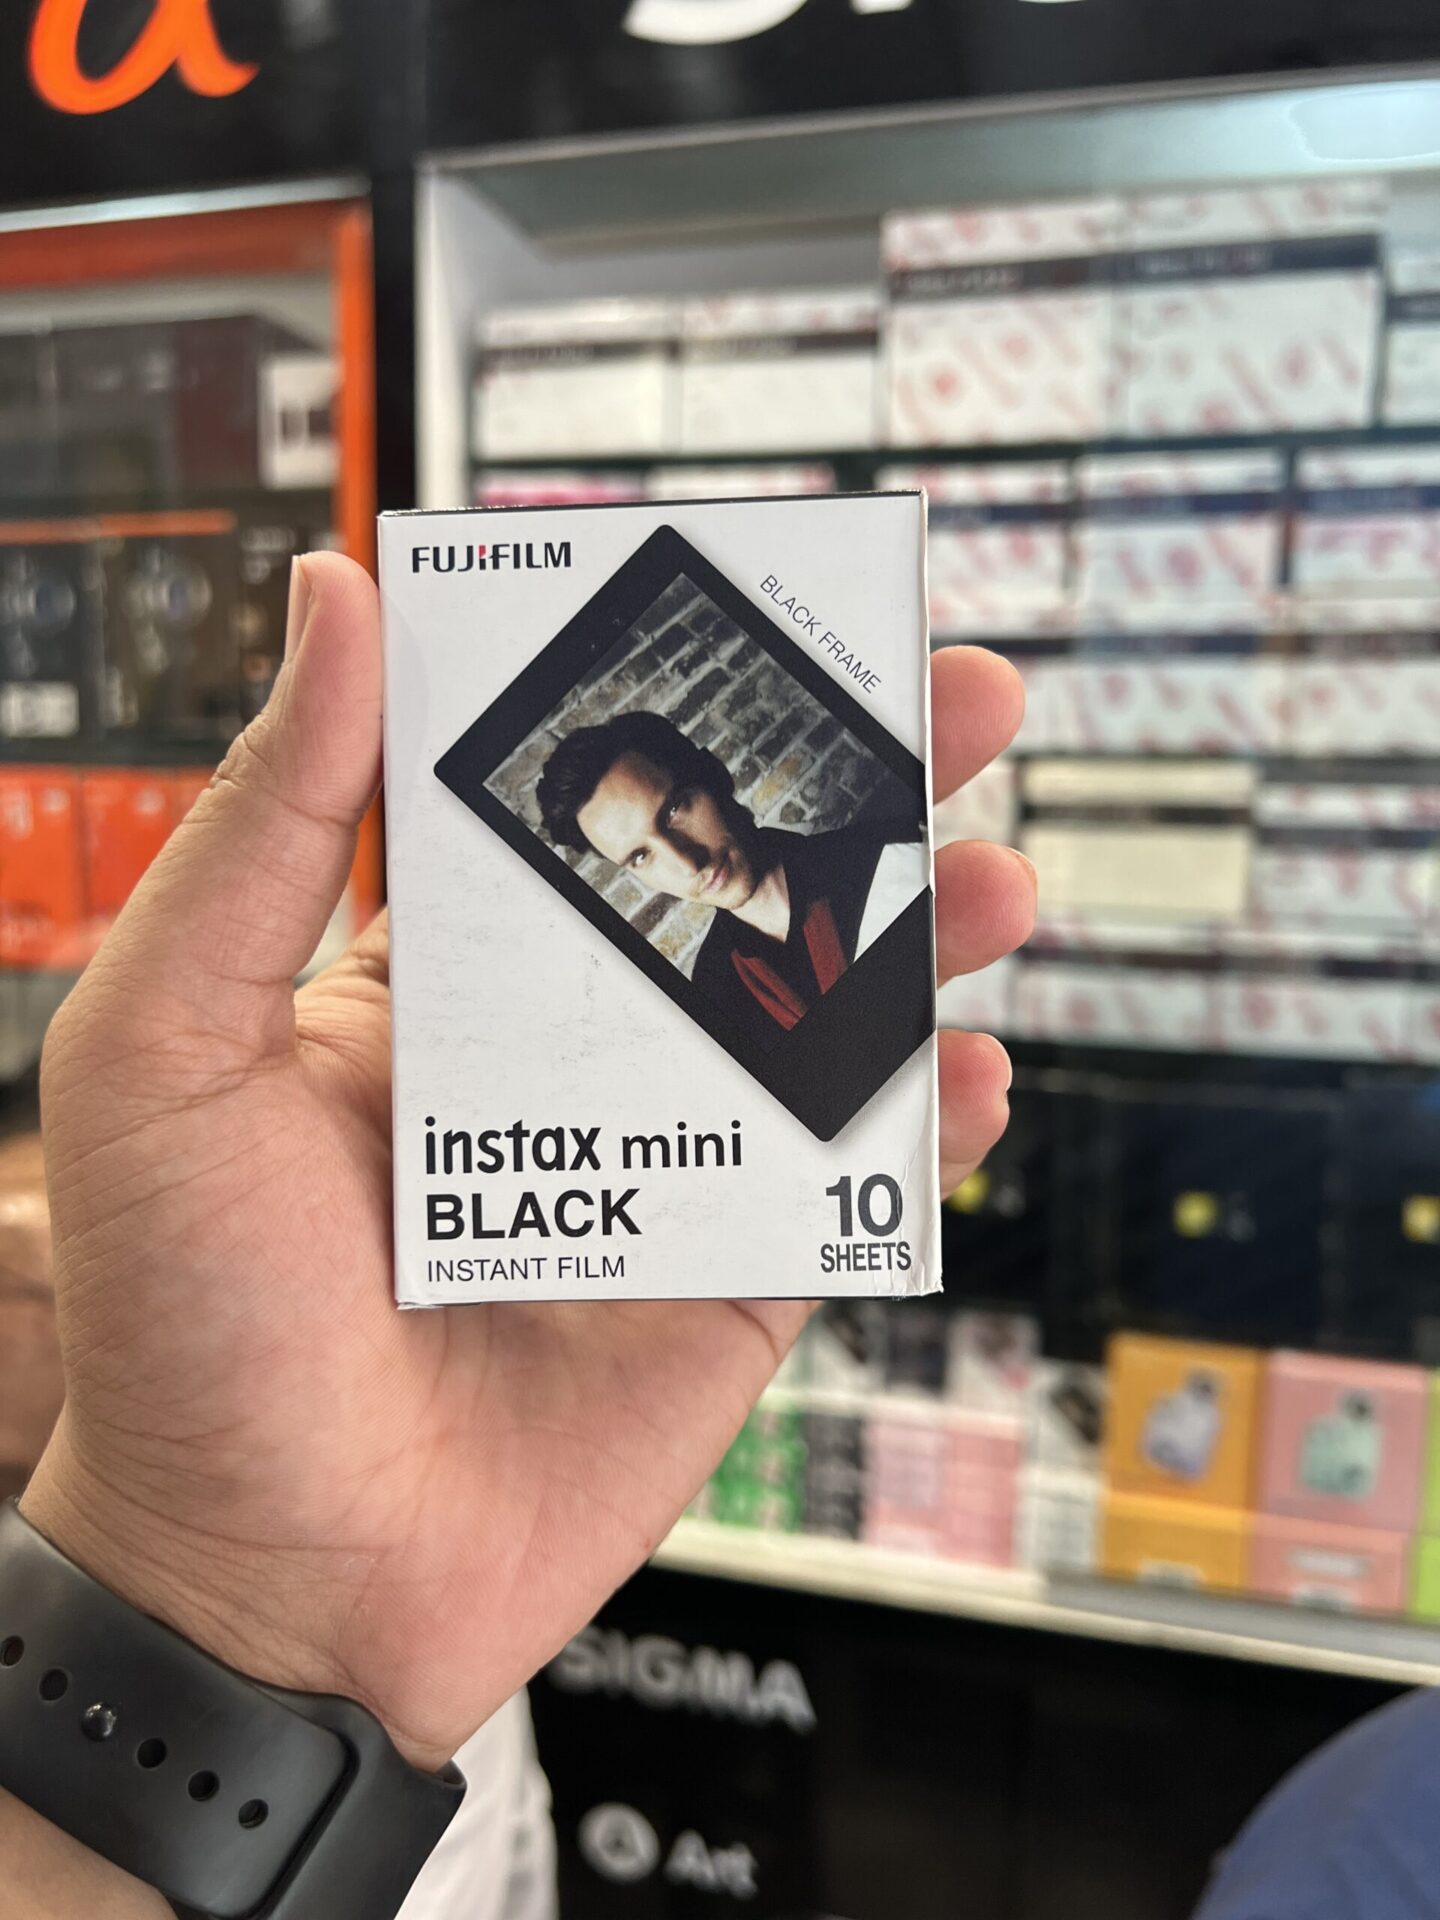 FUJIFILM
BLACK FRAME
instax mini
BLACK
INSTANT FILM
10
SHEETS
SIGMA
Art